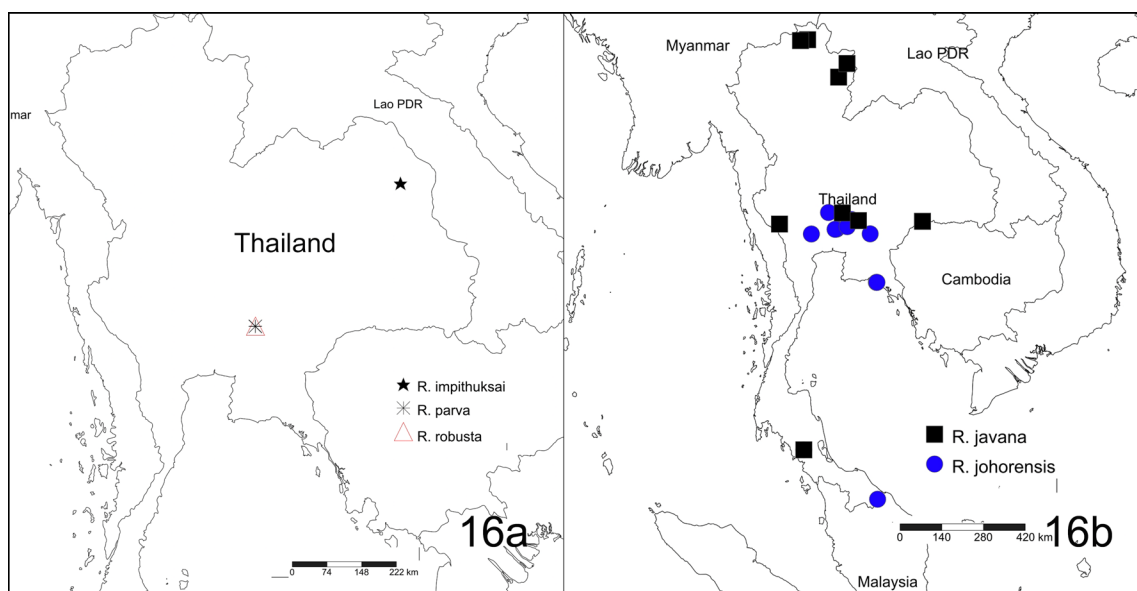 mar
Lao PDR
Thailand
R. impithuksai
R. parva
R. robusta
16a
0 74 148 222 km
Myanmar
Lao PDR
Thailand
Cambodia
R. javana
R. johorensis
16b
0 140 280 420 km
Malaysia